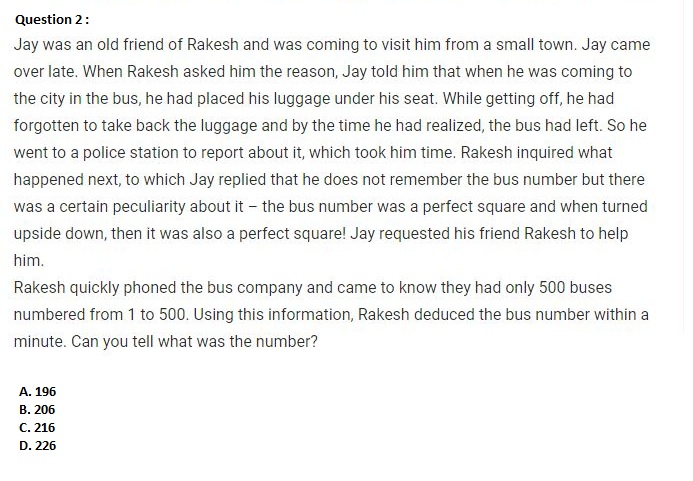 Question 2 :
Jay was an old friend of Rakesh and was coming to visit him from a small town. Jay came
over late. When Rakesh asked him the reason, Jay told him that when he was coming to
the city in the bus, he had placed his luggage under his seat. While getting off, he had
forgotten to take back the luggage and by the time he had realized, the bus had left. So he
went to a police station to report about it, which took him time. Rakesh inquired what
happened next, to which Jay replied that he does not remember the bus number but there
was a certain peculiarity about it – the bus number was a perfect square and when turned
upside down, then it was also a perfect square! Jay requested his friend Rakesh to help
him.
Rakesh quickly phoned the bus company and came to know they had only 500 buses
numbered from 1 to 500. Using this information, Rakesh deduced the bus number within a
minute. Can you tell what was the number?
A. 196
B. 206
C. 216
D. 226